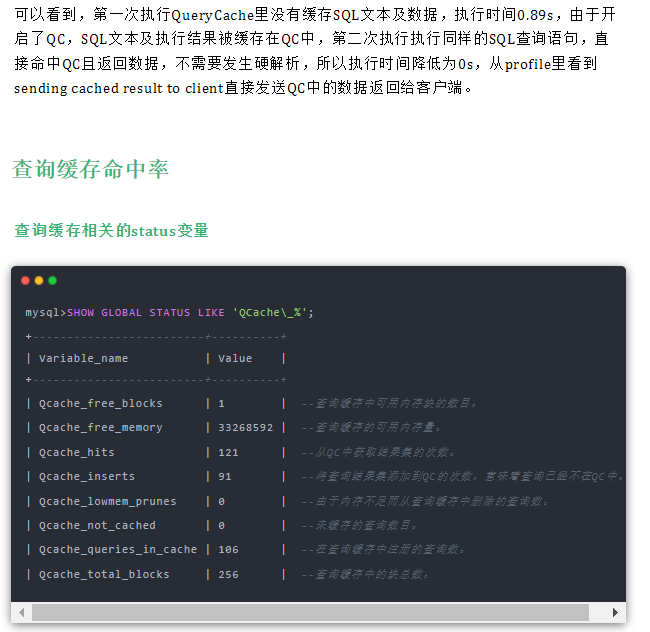 可以看到，第一次执行QueryCache里没有缓存SQL文本及数据，执行时间0.89s，由于开
启了QC，SQL文本及执行结果被缓存在QC中，第二次执行执行同样的SQL查询语句，直
接命中QC且返回数据，不需要发生硬解析，所以执行时间降低为0s，从profile里看到
sending cached result to client直接发送QC中的数据返回给客户端。
查询缓存命中率
查询缓存相关的status变量
mysql>SHOW GLOBAL STATUS LIKE 'QCache\_%';
+-------------------------+----------+
| Variable_name | Value |
+-------------------------+----------+
| Qcache_free_blocks | 1 | --查询缓存中可用内存块的数目。
| Qcache_free_memory | 33268592 | --查询缓存的可用内存量。
| Qcache_hits | 121 | --从QC中获取结果集的次数。
| Qcache_inserts | 91 | --将查询结果集添加到QC的次数，意味着查询已经不在QC中。
| Qcache_lowmem_prunes | 0 | --由于内存不足而从查询缓存中删除的查询数。
| Qcache_not_cached | 0 | --未缓存的查询数目。
| Qcache_queries_in_cache | 106 | --在查询缓存中注册的查询数。
| Qcache_total_blocks | 256 | --查询缓存中的块总数。